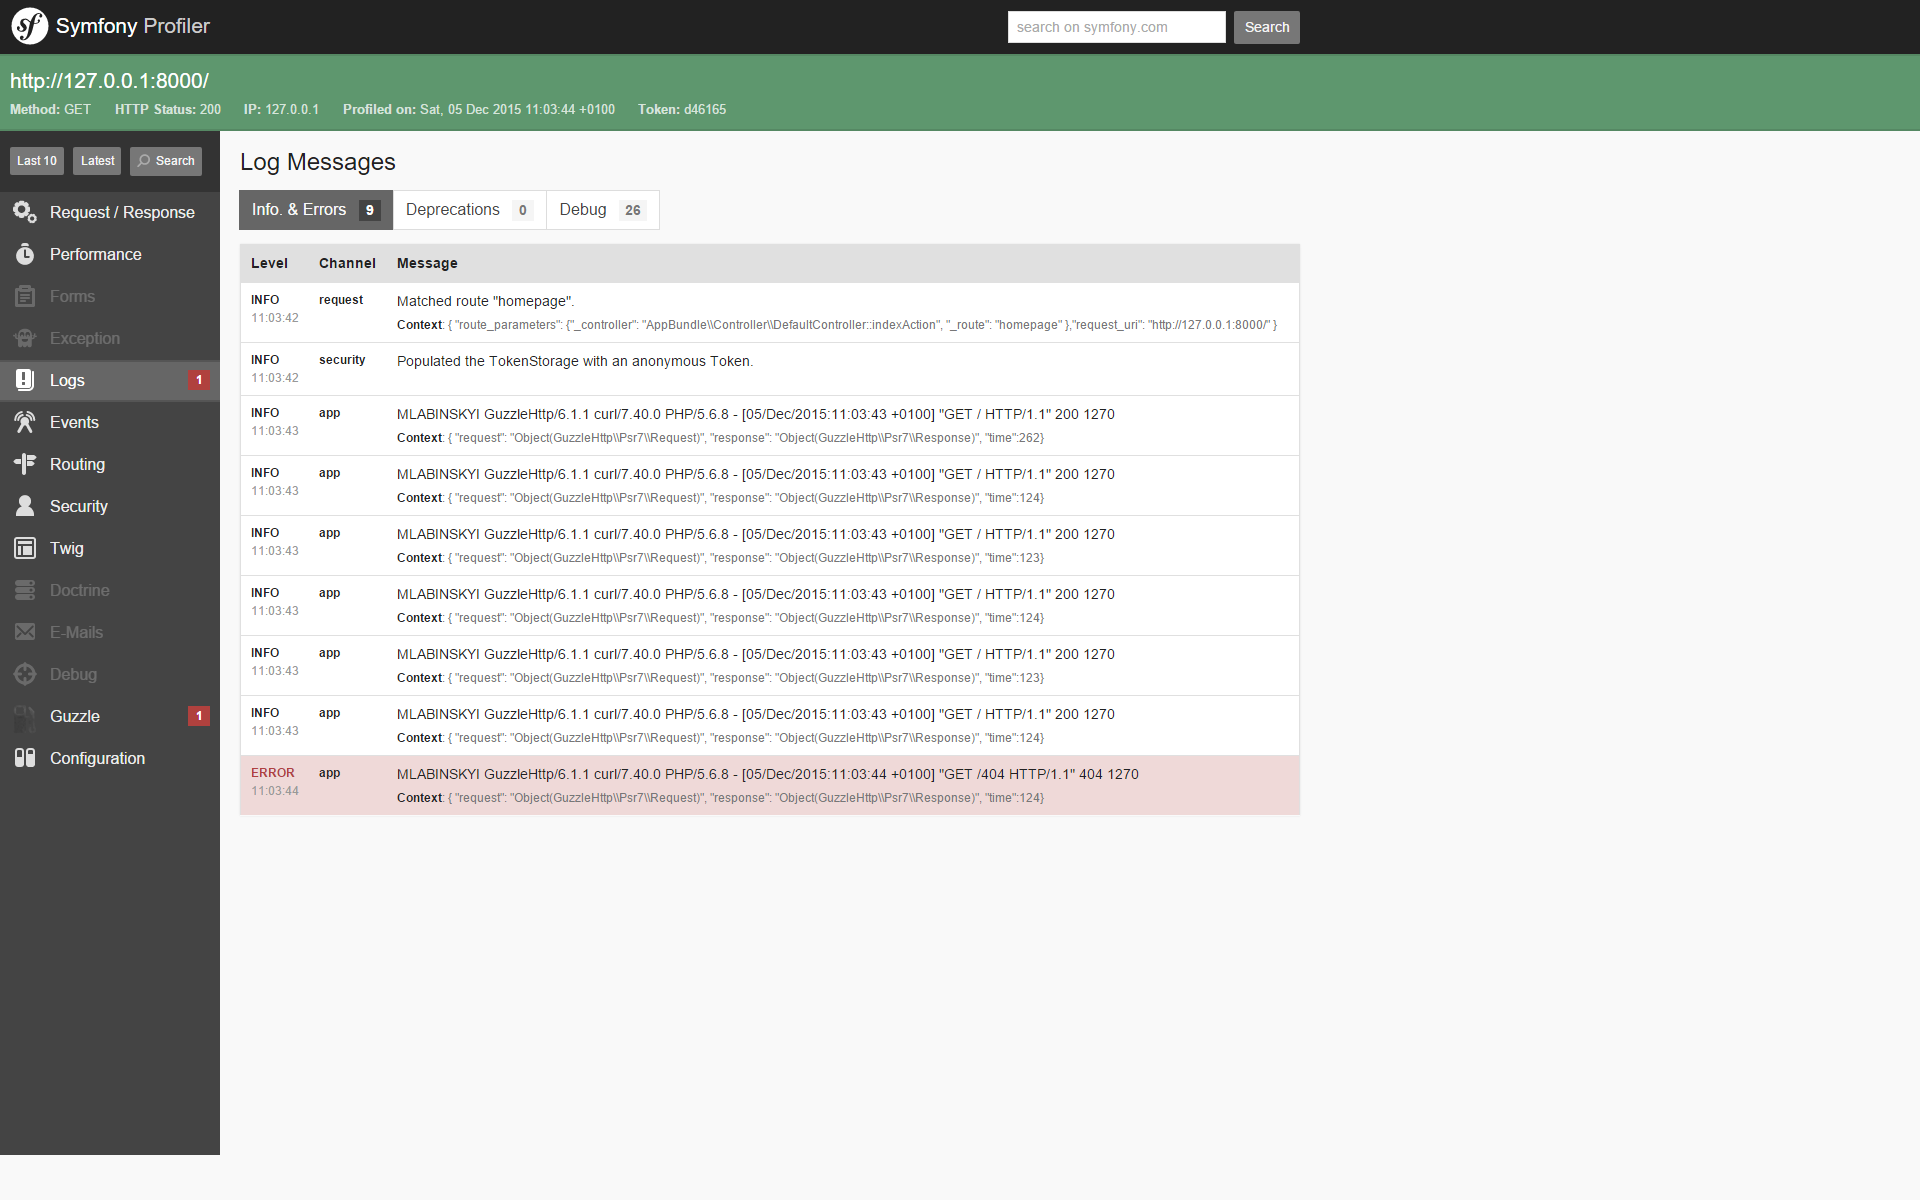 sf Symfony Profiler
search on symfony.com Search
http://127.0.0.1:8000/
Method: GET HTTP Status: 200 IP: 127.0.0.1 Profiled on: Sat, 05 Dec 2015 11:03:44 +0100 Token: d46165
Last 10 Latest Search
Request / Response
Performance
Forms
Exception
Logs 1
Events
Routing
Security
Twig
Doctrine
E-Mails
Debug
Guzzle 1
Configuration
Log Messages
Info. & Errors 9 Deprecations 0 Debug 26
Level Channel Message
INFO request Matched route "homepage".
11:03:42 Context: { "route_parameters": {"_controller": "AppBundle\\Controller\\DefaultController::indexAction", "_route": "homepage" },"request_uri": "http://127.0.0.1:8000/" }
INFO security Populated the TokenStorage with an anonymous Token.
11:03:42
INFO app MLABINSKYI GuzzleHttp/6.1.1 curl/7.40.0 PHP/5.6.8 - [05/Dec/2015:11:03:43 +0100] "GET / HTTP/1.1" 200 1270
11:03:43 Context: { "request": "Object(GuzzleHttp\\Psr7\\Request)", "response": "Object(GuzzleHttp\\Psr7\\Response)", "time":262}
INFO app MLABINSKYI GuzzleHttp/6.1.1 curl/7.40.0 PHP/5.6.8 - [05/Dec/2015:11:03:43 +0100] "GET / HTTP/1.1" 200 1270
11:03:43 Context: { "request": "Object(GuzzleHttp\\Psr7\\Request)", "response": "Object(GuzzleHttp\\Psr7\\Response)", "time":124}
INFO app MLABINSKYI GuzzleHttp/6.1.1 curl/7.40.0 PHP/5.6.8 - [05/Dec/2015:11:03:43 +0100] "GET / HTTP/1.1" 200 1270
11:03:43 Context: { "request": "Object(GuzzleHttp\\Psr7\\Request)", "response": "Object(GuzzleHttp\\Psr7\\Response)", "time":123}
INFO app MLABINSKYI GuzzleHttp/6.1.1 curl/7.40.0 PHP/5.6.8 - [05/Dec/2015:11:03:43 +0100] "GET / HTTP/1.1" 200 1270
11:03:43 Context: { "request": "Object(GuzzleHttp\\Psr7\\Request)", "response": "Object(GuzzleHttp\\Psr7\\Response)", "time":124}
INFO app MLABINSKYI GuzzleHttp/6.1.1 curl/7.40.0 PHP/5.6.8 - [05/Dec/2015:11:03:43 +0100] "GET / HTTP/1.1" 200 1270
11:03:43 Context: { "request": "Object(GuzzleHttp\\Psr7\\Request)", "response": "Object(GuzzleHttp\\Psr7\\Response)", "time":123}
INFO app MLABINSKYI GuzzleHttp/6.1.1 curl/7.40.0 PHP/5.6.8 - [05/Dec/2015:11:03:43 +0100] "GET / HTTP/1.1" 200 1270
11:03:43 Context: { "request": "Object(GuzzleHttp\\Psr7\\Request)", "response": "Object(GuzzleHttp\\Psr7\\Response)", "time":124}
ERROR app MLABINSKYI GuzzleHttp/6.1.1 curl/7.40.0 PHP/5.6.8 - [05/Dec/2015:11:03:44 +0100] "GET /404 HTTP/1.1" 404 1270
11:03:44 Context: { "request": "Object(GuzzleHttp\\Psr7\\Request)", "response": "Object(GuzzleHttp\\Psr7\\Response)", "time":124}